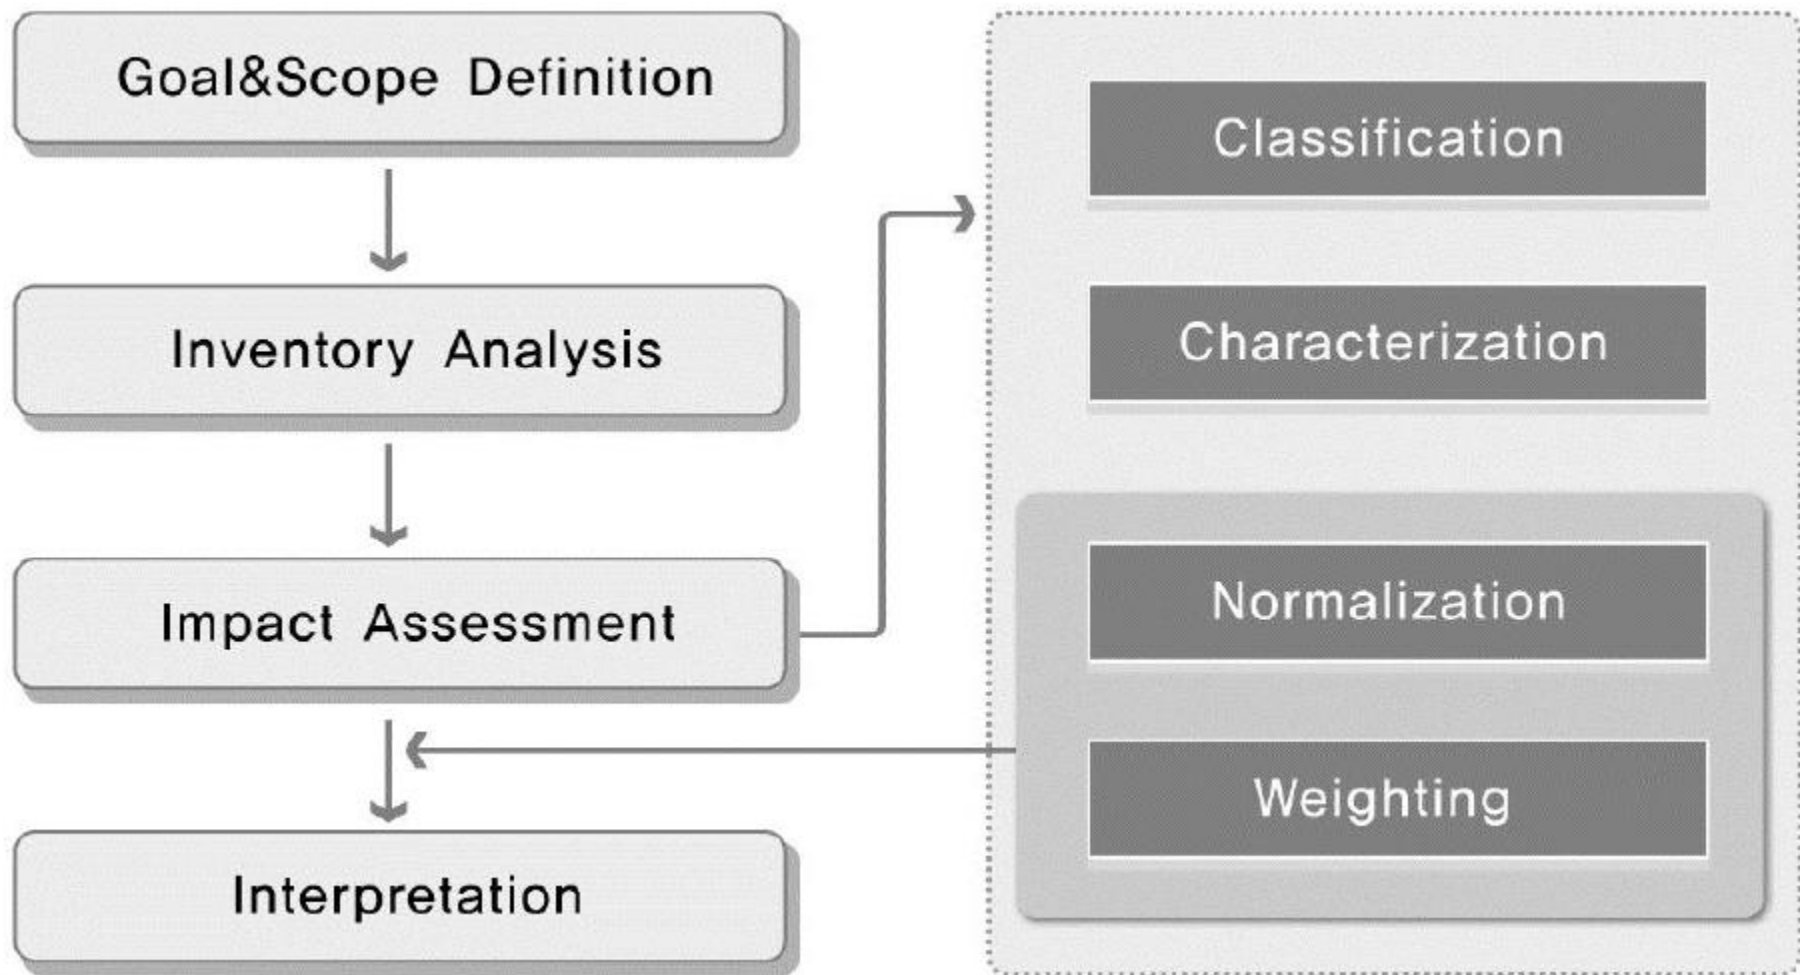 Goal&Scope Definition
Inventory Analysis
Impact Assessment
Interpretation
Classification
Characterization
Normalization
Weighting